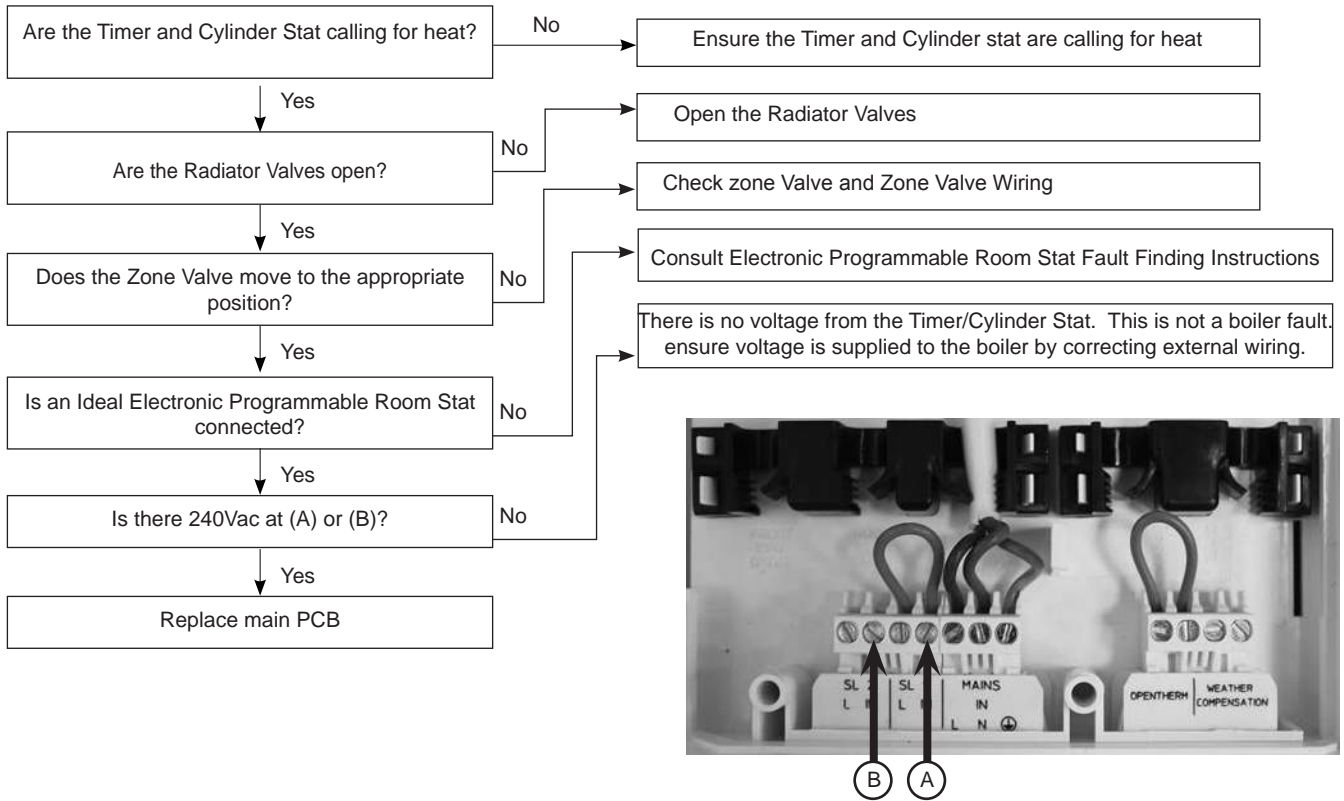 Are the Timer and Cylinder Stat calling for heat?
No
Ensure the Timer and Cylinder stat are calling for heat
Yes
Are the Radiator Valves open?
No
Open the Radiator Valves
Yes
Does the Zone Valve move to the appropriate
position?
No
Check zone Valve and Zone Valve Wiring
Yes
Is an Ideal Electronic Programmable Room Stat
connected?
No
Consult Electronic Programmable Room Stat Fault Finding Instructions
Yes
Is there 240Vac at (A) or (B)?
No
There is no voltage from the Timer/Cylinder Stat. This is not a boiler fault.
ensure voltage is supplied to the boiler by correcting external wiring.
Yes
Replace main PCB
SL
L
SL
L
MAINS
IN
L N
OPENTHERM
WEATHER
COMPENSATION
B
A